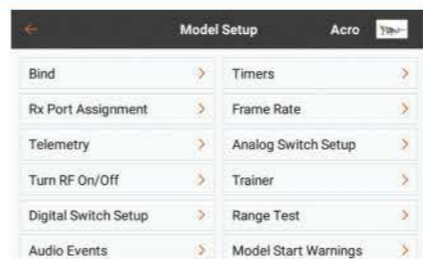 Model Setup Acro
Bind
Timers
Rx Port Assignment
Frame Rate
Telemetry
Analog Switch Setup
Turn RF On/Off
Trainer
Digital Switch Setup
Range Test
Audio Events
Model Start Warnings